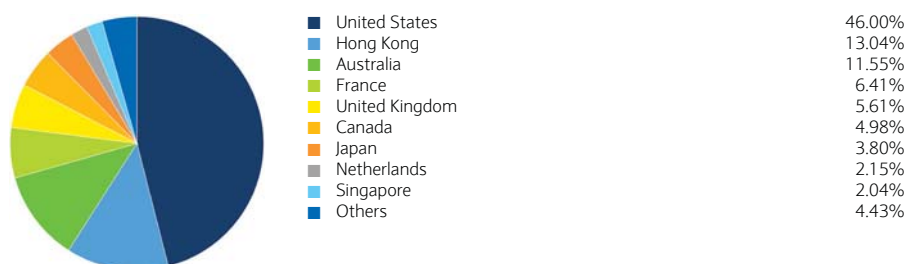 United States 46.00%
Hong Kong 13.04%
Australia 11.55%
France 6.41%
United Kingdom 5.61%
Canada 4.98%
Japan 3.80%
Netherlands 2.15%
Singapore 2.04%
Others 4.43%